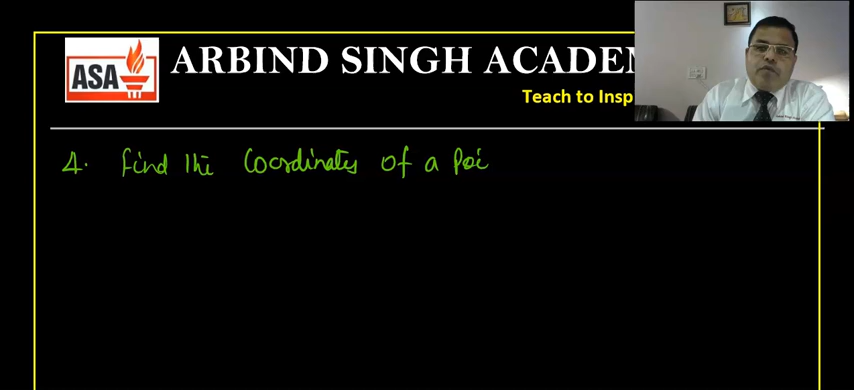 ASA
ARBIND SINGH ACADEM
Teach to Insp
4. Find the Coordinates of a Poi